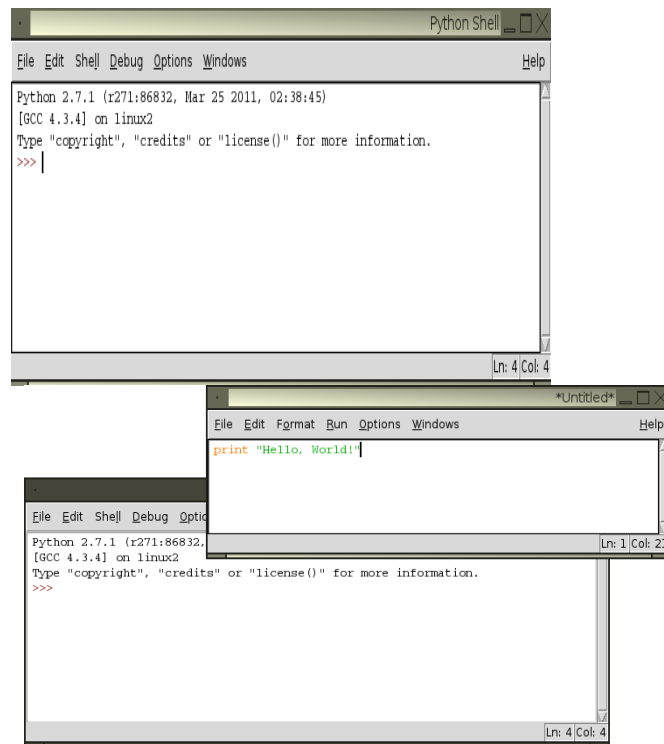 Python Shell
File Edit Shell Debug Options Windows Help
Python 2.7.1 (r271:86832, Mar 25 2011, 02:38:45)
[GCC 4.3.4] on linux2
Type "copyright", "credits" or "license()" for more information.
>>>
Ln: 4 Col: 4
*Untitled*
File Edit Format Run Options Windows Help
print "Hello, World!"
Ln: 1 Col: 21
File Edit Shell Debug
Python 2.7.1 (r271:86832,
[GCC 4.3.4] on linux2
Type "copyright", "credits" or "license()" for more information.
>>>
Ln: 4 Col: 4